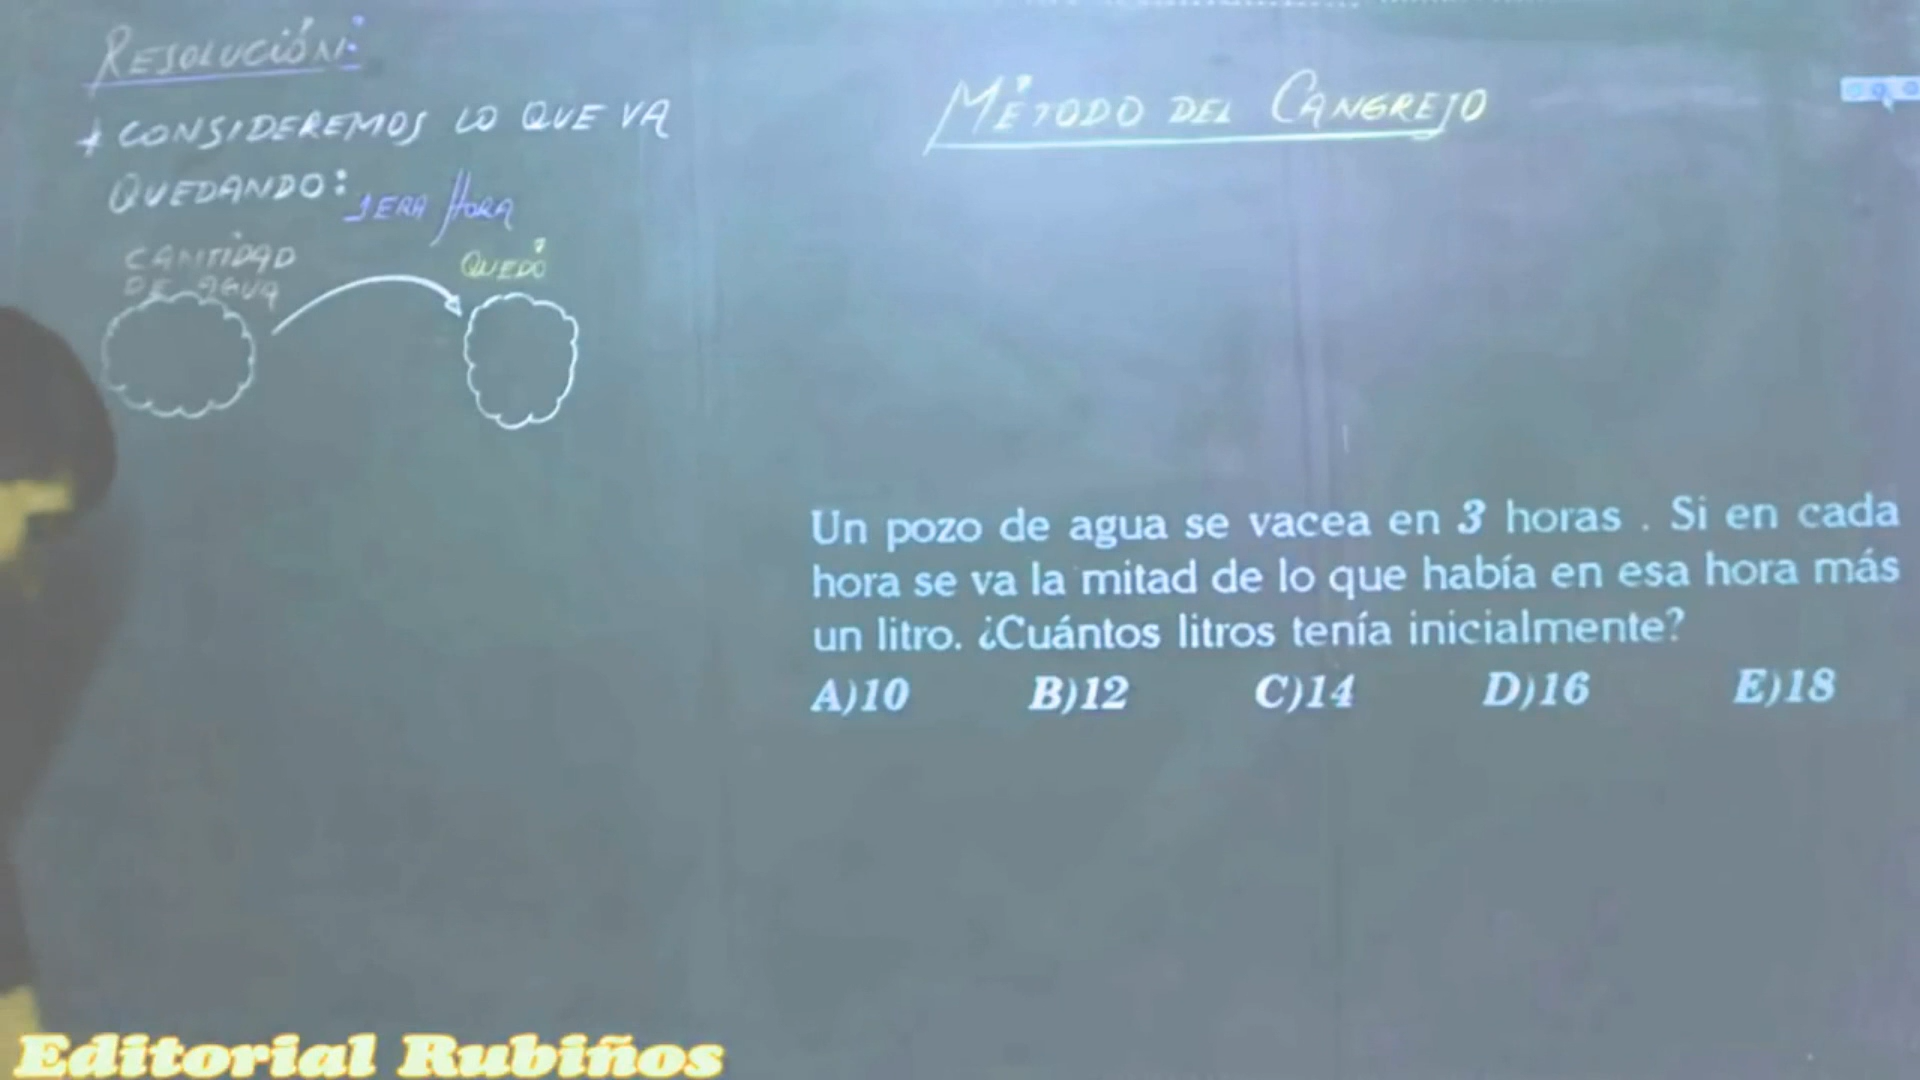 RESOLUCIÓN:
* CONSIDEREMOS LO QUE VA
QUEDANDO:
1ERA HORA
CANTIDAD
DE AGUA
QUEDÓ
MÉTODO DEL CANGREJO
Un pozo de agua se vacea en 3 horas . Si en cada
hora se va la mitad de lo que había en esa hora más
un litro. ¿Cuántos litros tenía inicialmente?
A)10 B)12 C)14 D)16 E)18
Editorial Rubiños